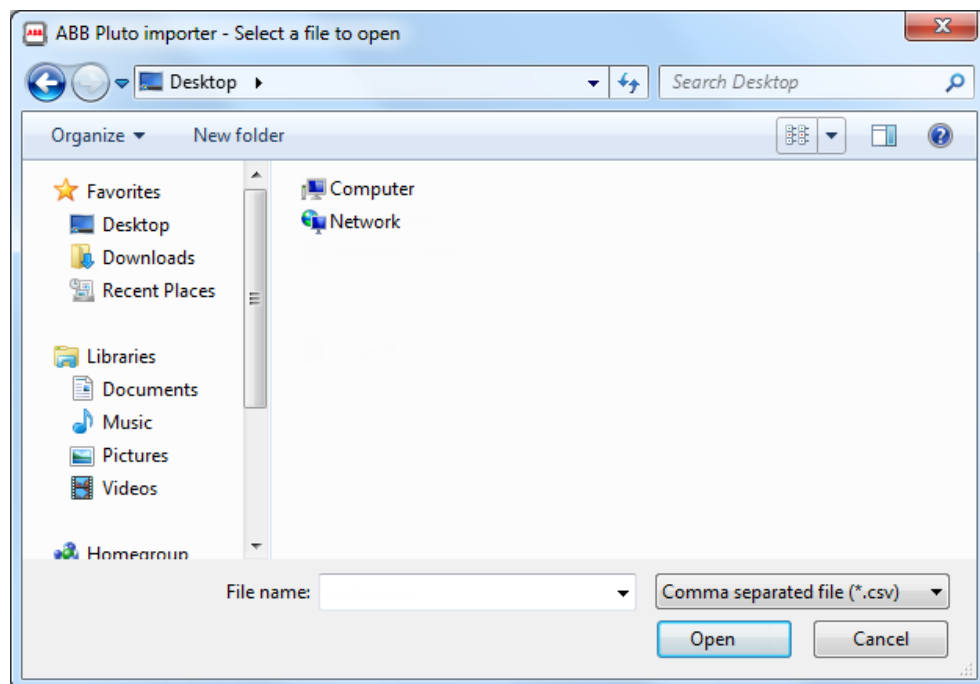 ABB Pluto importer - Select a file to open
Desktop
Search Desktop
Organize
New folder
Favorites
Desktop
Downloads
Recent Places
Libraries
Documents
Music
Pictures
Videos
Homegroup
Computer
Network
File name:
Comma separated file (*.csv)
Open
Cancel